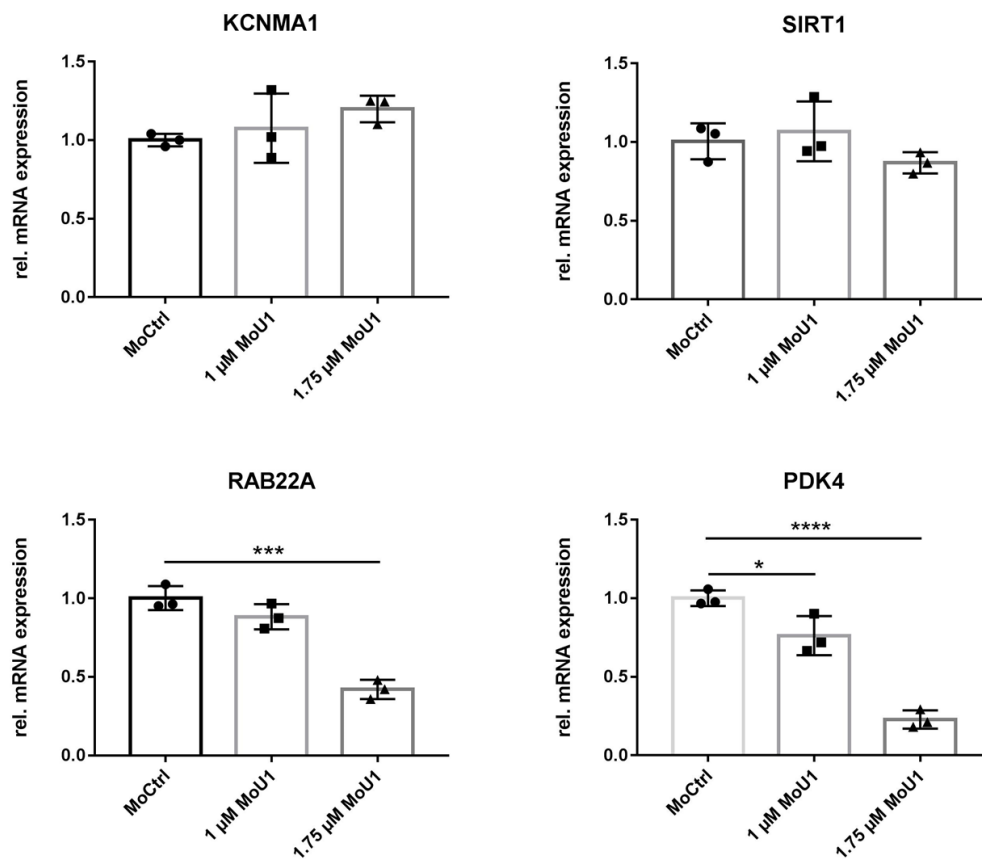 KCNMA1
rel. mRNA expression
1.5
1.0
0.5
0.0
MoCtrl
1 µM MoU1
1.75 µM MoU1
SIRT1
rel. mRNA expression
1.5
1.0
0.5
0.0
MoCtrl
1 µM MoU1
1.75 µM MoU1
RAB22A
rel. mRNA expression
1.5
1.0
0.5
0.0
***
MoCtrl
1 µM MoU1
1.75 µM MoU1
PDK4
rel. mRNA expression
1.5
1.0
0.5
0.0
****
*
MoCtrl
1 µM MoU1
1.75 µM MoU1